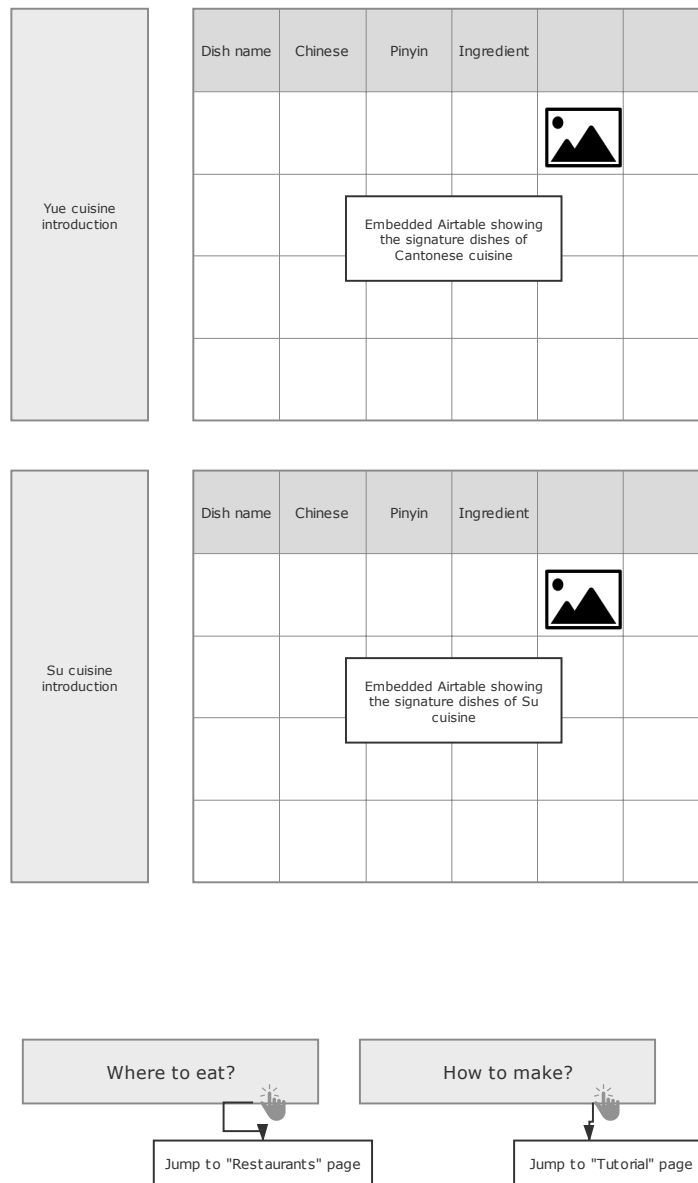 Dish name Chinese Pinyin Ingredient
Yue cuisine
introduction
Embedded Airtable showing
the signature dishes of
Cantonese cuisine
Dish name Chinese Pinyin Ingredient
Su cuisine
introduction
Embedded Airtable showing
the signature dishes of Su
cuisine
Where to eat?
How to make?
Jump to "Restaurants" page
Jump to "Tutorial" page